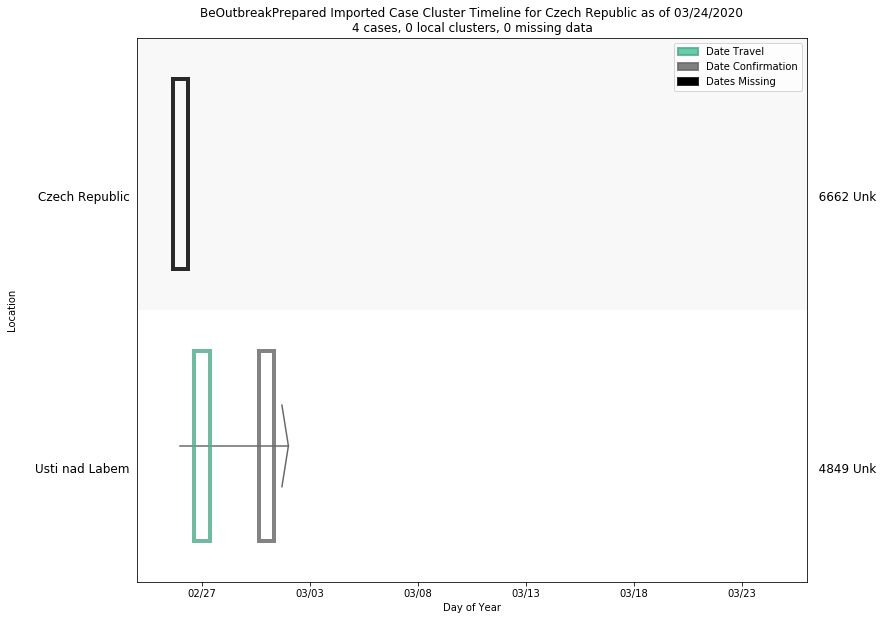 BeOutbreakPrepared Imported Case Cluster Timeline for Czech Republic as of 03/24/2020
4 cases, 0 local clusters, 0 missing data
Date Travel
Date Confirmation
Dates Missing
Czech Republic
6662 Unk
Location
Usti nad Labem
4849 Unk
02/27
03/03
03/08
03/13
03/18
03/23
Day of Year